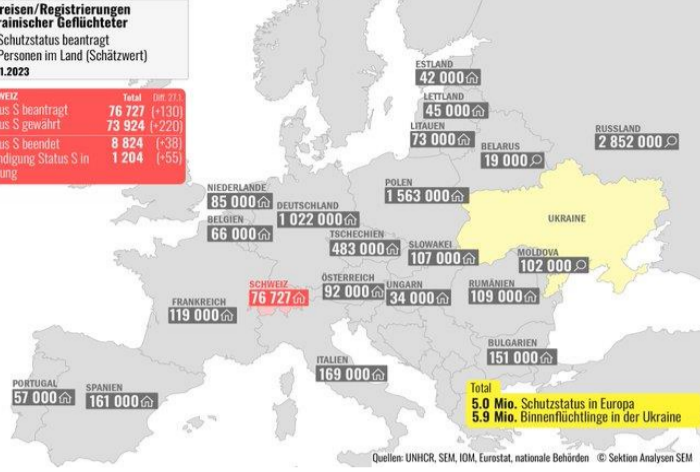 reisen/Registrierungen
rainischer Geflüchteter
Schutzstatus beantragt
Personen im Land (Schätzwert)
1.2023
WEIZ Total Diff. 27.1.
us S beantragt 76 727 (+130)
us S gewährt 73 924 (+220)
us S beendet 8 824 (+38)
ndigung Status S in 1 204 (+55)
ung
ESTLAND
42 000
LETTLAND
45 000
LITAUEN
73 000
RUSSLAND
2 852 000
BELARUS
19 000
POLEN
1 563 000
NIEDERLANDE
85 000
DEUTSCHLAND
1 022 000
BELGIEN
66 000
UKRAINE
TSCHECHIEN
483 000
SLOWAKEI
107 000
MOLDOVA
102 000
SCHWEIZ
76 727
ÖSTERREICH
92 000
UNGARN
34 000
RUMÄNIEN
109 000
FRANKREICH
119 000
BULGARIEN
151 000
ITALIEN
169 000
PORTUGAL
57 000
SPANIEN
161 000
Total
5.0 Mio. Schutzstatus in Europa
5.9 Mio. Binnenflüchtlinge in der Ukraine
Quellen: UNHCR, SEM, IOM, Eurostat, nationale Behörden © Sektion Analysen SEM